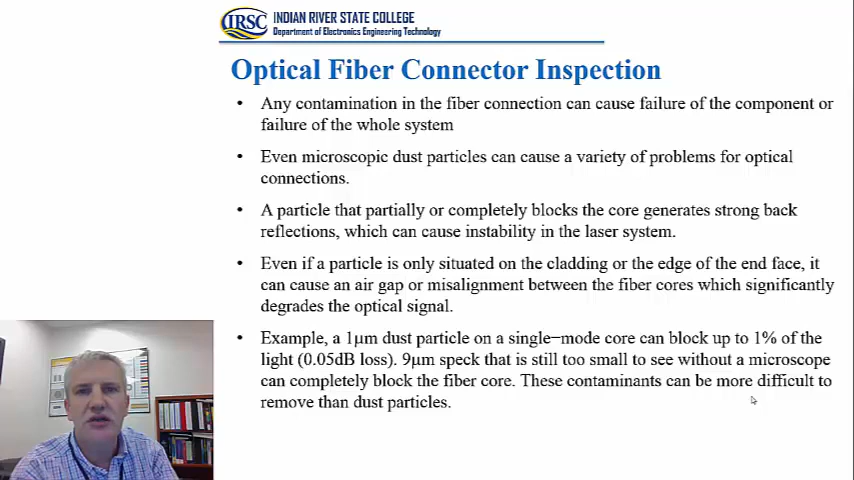 IRSC
INDIAN RIVER STATE COLLEGE
Department of Electronics Engineering Technology
Optical Fiber Connector Inspection
• Any contamination in the fiber connection can cause failure of the component or
failure of the whole system
• Even microscopic dust particles can cause a variety of problems for optical
connections.
• A particle that partially or completely blocks the core generates strong back
reflections, which can cause instability in the laser system.
• Even if a particle is only situated on the cladding or the edge of the end face, it
can cause an air gap or misalignment between the fiber cores which significantly
degrades the optical signal.
• Example, a 1µm dust particle on a single−mode core can block up to 1% of the
light (0.05dB loss). 9µm speck that is still too small to see without a microscope
can completely block the fiber core. These contaminants can be more difficult to
remove than dust particles.